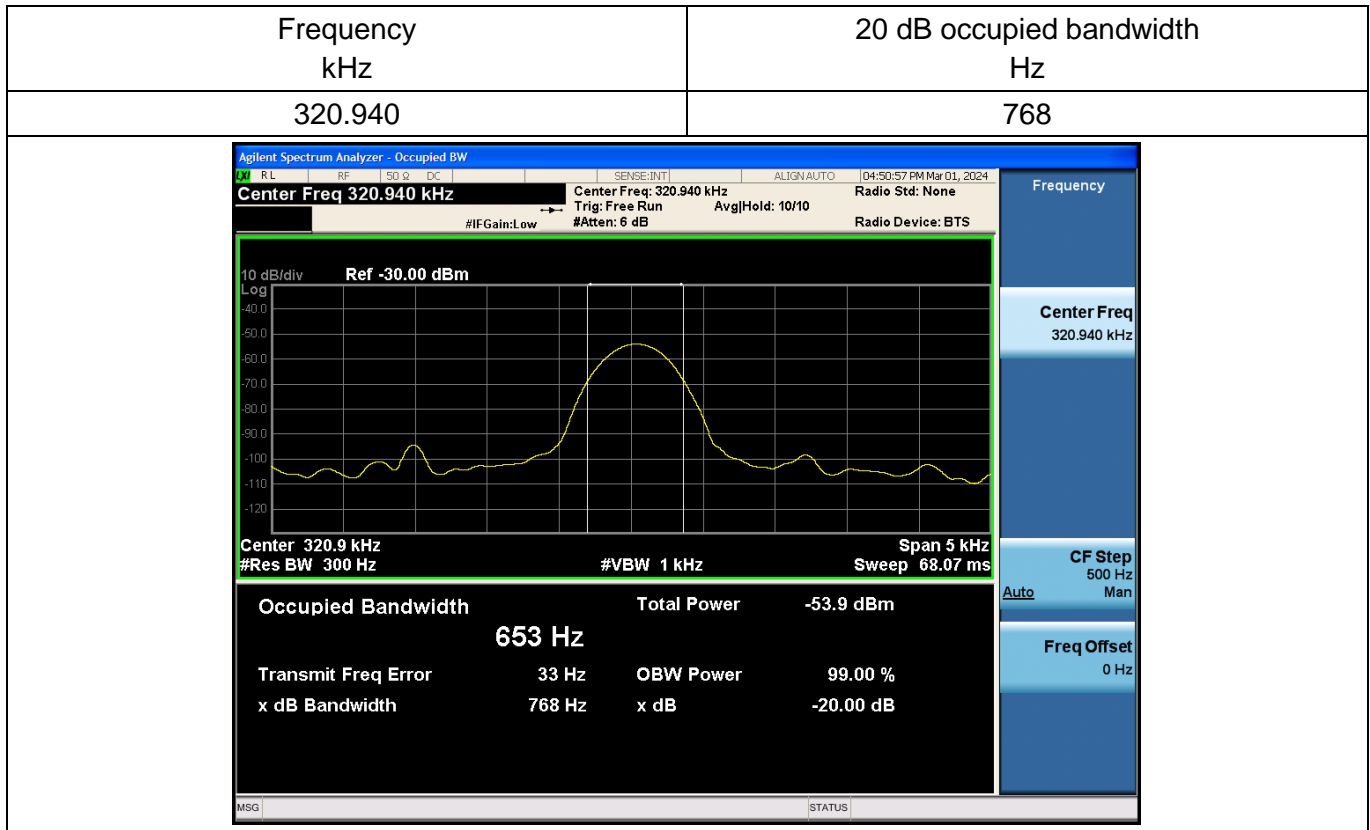 Frequency
kHz
20 dB occupied bandwidth
Hz
320.940
768
Agilent Spectrum Analyzer - Occupied BW
LXI RL RF 50 Ω DC SENSE:INT ALIGN AUTO 04:50:57 PM Mar 01, 2024
Center Freq 320.940 kHz
Center Freq: 320.940 kHz
Radio Std: None
Trig: Free Run
Avg|Hold: 10/10
#IFGain:Low
#Atten: 6 dB
Radio Device: BTS
10 dB/div
Ref -30.00 dBm
Log
-40.0
-50.0
-60.0
-70.0
-80.0
-90.0
-100
-110
-120
Center 320.9 kHz
Span 5 kHz
#Res BW 300 Hz
#VBW 1 kHz
Sweep 68.07 ms
Occupied Bandwidth
Total Power
-53.9 dBm
653 Hz
Transmit Freq Error
33 Hz
OBW Power
99.00 %
x dB Bandwidth
768 Hz
x dB
-20.00 dB
MSG
STATUS
Frequency
Center Freq
320.940 kHz
CF Step
500 Hz
Auto Man
Freq Offset
0 Hz